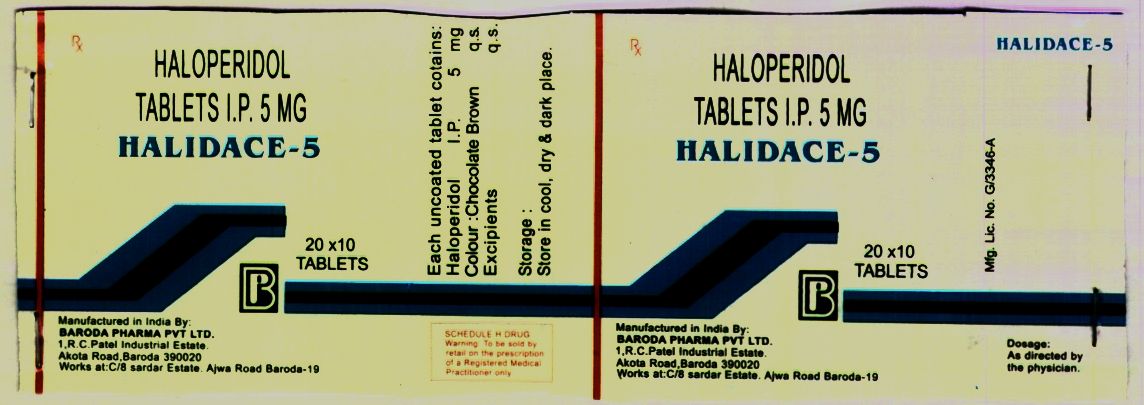 Rx
HALOPERIDOL
TABLETS I.P. 5 MG
HALIDACE-5
20 x10
TABLETS
B
Manufactured in India By:
BARODA PHARMA PVT LTD.
1,R.C.Patel Industrial Estate.
Akota Road,Baroda 390020
Works at:C/8 sardar Estate. Ajwa Road Baroda-19
Each uncoated tablet cotains:
Haloperidol I.P. 5 mg
Colour :Chocolate Brown q.s.
Excipients q.s.
Storage :
Store in cool, dry & dark place.
SCHEDULE H DRUG
Warning: To be sold by
retail on the prescription
of a Registered Medical
Practitioner only
Rx
HALOPERIDOL
TABLETS I.P. 5 MG
HALIDACE-5
20 x10
TABLETS
B
Manufactured in India By:
BARODA PHARMA PVT LTD.
1,R.C.Patel Industrial Estate.
Akota Road,Baroda 390020
Works at:C/8 sardar Estate. Ajwa Road Baroda-19
HALIDACE-5
Mfg. Lic. No. G/3346-A
Dosage:
As directed by
the physician.